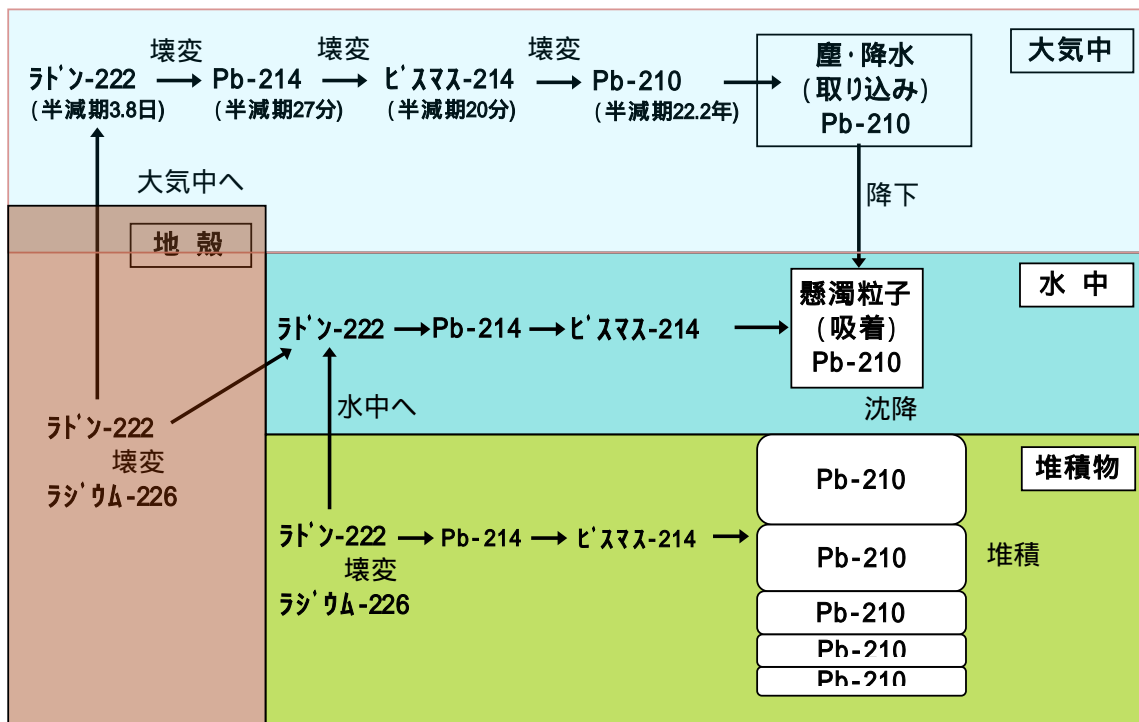 大気中
壊変
壊変
壊変
ﾗﾄﾞﾝ-222
Pb-214
ﾋﾞｽﾏｽ-214
Pb-210
(半減期3.8日)
(半減期27分)
(半減期20分)
(半減期22.2年)
塵・降水
(取り込み)
Pb-210
大気中へ
降下
地 殻
水 中
ﾗﾄﾞﾝ-222
Pb-214
ﾋﾞｽﾏｽ-214
懸濁粒子
(吸着)
Pb-210
水中へ
沈降
ﾗﾄﾞﾝ-222
壊変
ﾗｼﾞｳﾑ-226
堆積物
ﾗﾄﾞﾝ-222
Pb-214
ﾋﾞｽﾏｽ-214
壊変
ﾗｼﾞｳﾑ-226
Pb-210
Pb-210
堆積
Pb-210
Pb-210
Pb-210